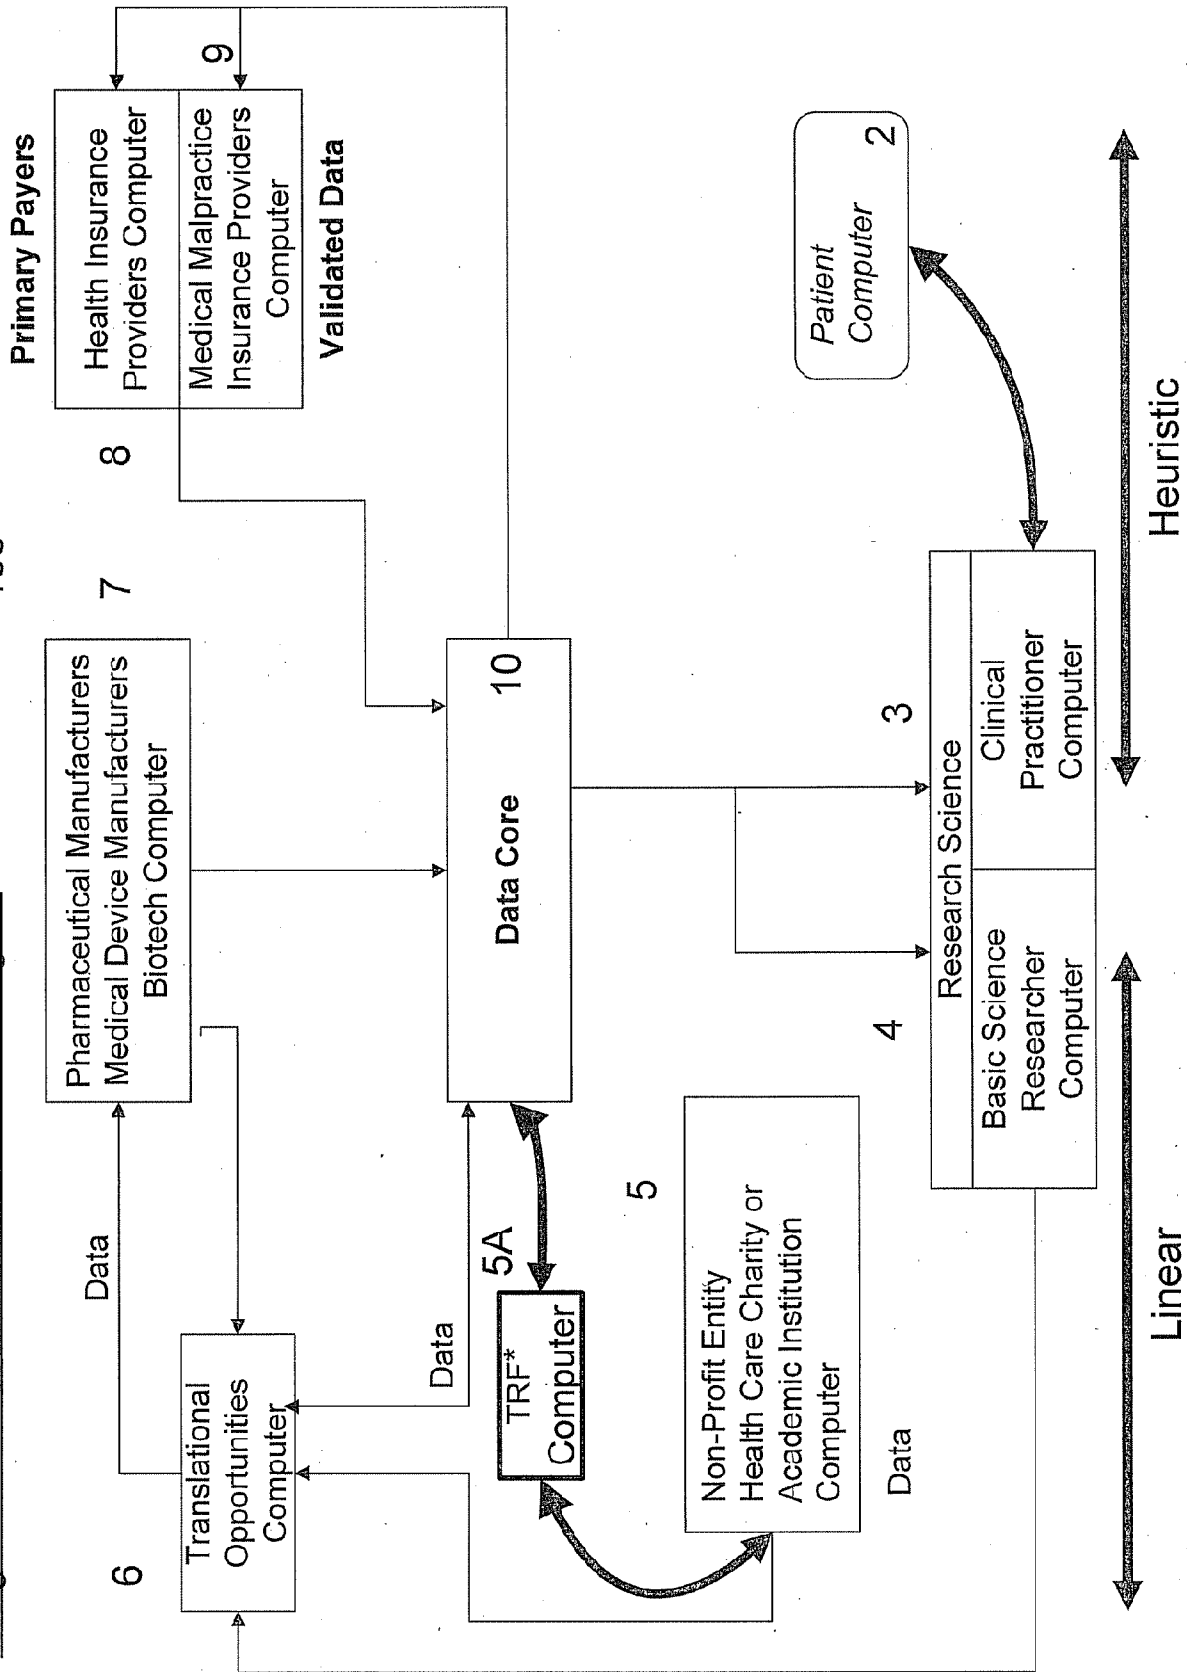 Primary Payers
Health Insurance
Providers Computer
Medical Malpractice
Insurance Providers
Computer
9
Validated Data
8
7
Pharmaceutical Manufacturers
Medical Device Manufacturers
Biotech Computer
Data
6
Translational
Opportunities
Computer
Data
5A
TRF*
Computer
10
Data Core
5
Non-Profit Entity
Health Care Charity or
Academic Institution
Computer
Data
4
3
Research Science
Basic Science
Researcher
Computer
Clinical
Practitioner
Computer
Patient
Computer
2
Linear
Heuristic